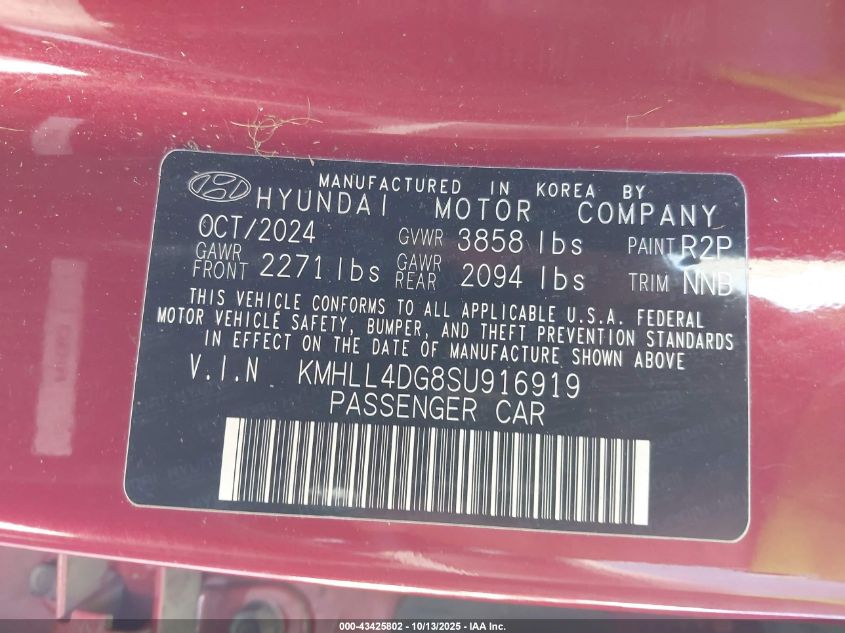 MANUFACTURED IN KOREA BY
HYUNDAI MOTOR COMPANY
OCT/2024 GVWR 3858 lbs PAINT R2P
GAWR FRONT 2271 lbs GAWR REAR 2094 lbs TRIM NNB
THIS VEHICLE CONFORMS TO ALL APPLICABLE U.S.A. FEDERAL
MOTOR VEHICLE SAFETY, BUMPER, AND THEFT PREVENTION STANDARDS
IN EFFECT ON THE DATE OF MANUFACTURE SHOWN ABOVE
V.I.N KMHLL4DG8SU916919
PASSENGER CAR
000-43425802 - 10/13/2025 - IAA Inc.